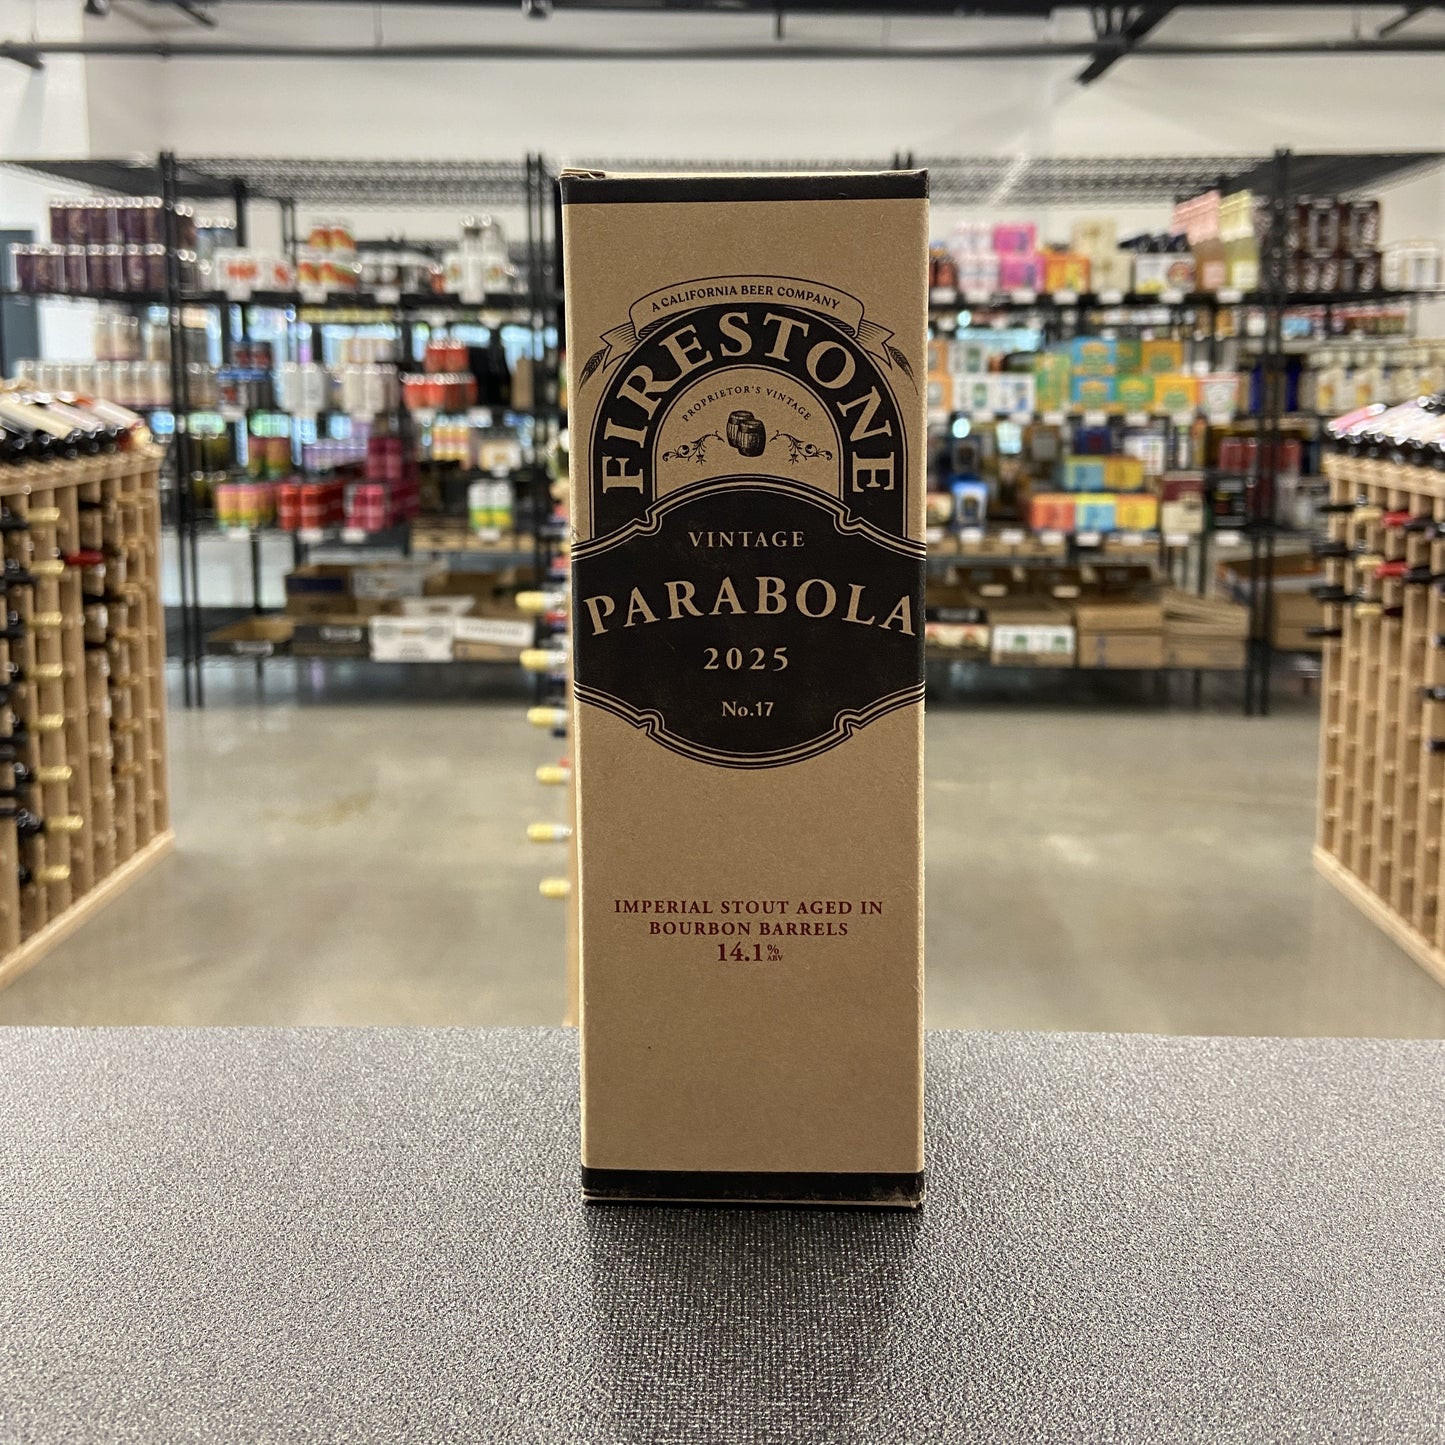 A CALIFORNIA BEER COMPANY
FIRESTONE
PROPRIETOR'S VINTAGE
VINTAGE
PARABOLA
2025
No.17
IMPERIAL STOUT AGED IN
BOURBON BARRELS
14.1% ABV